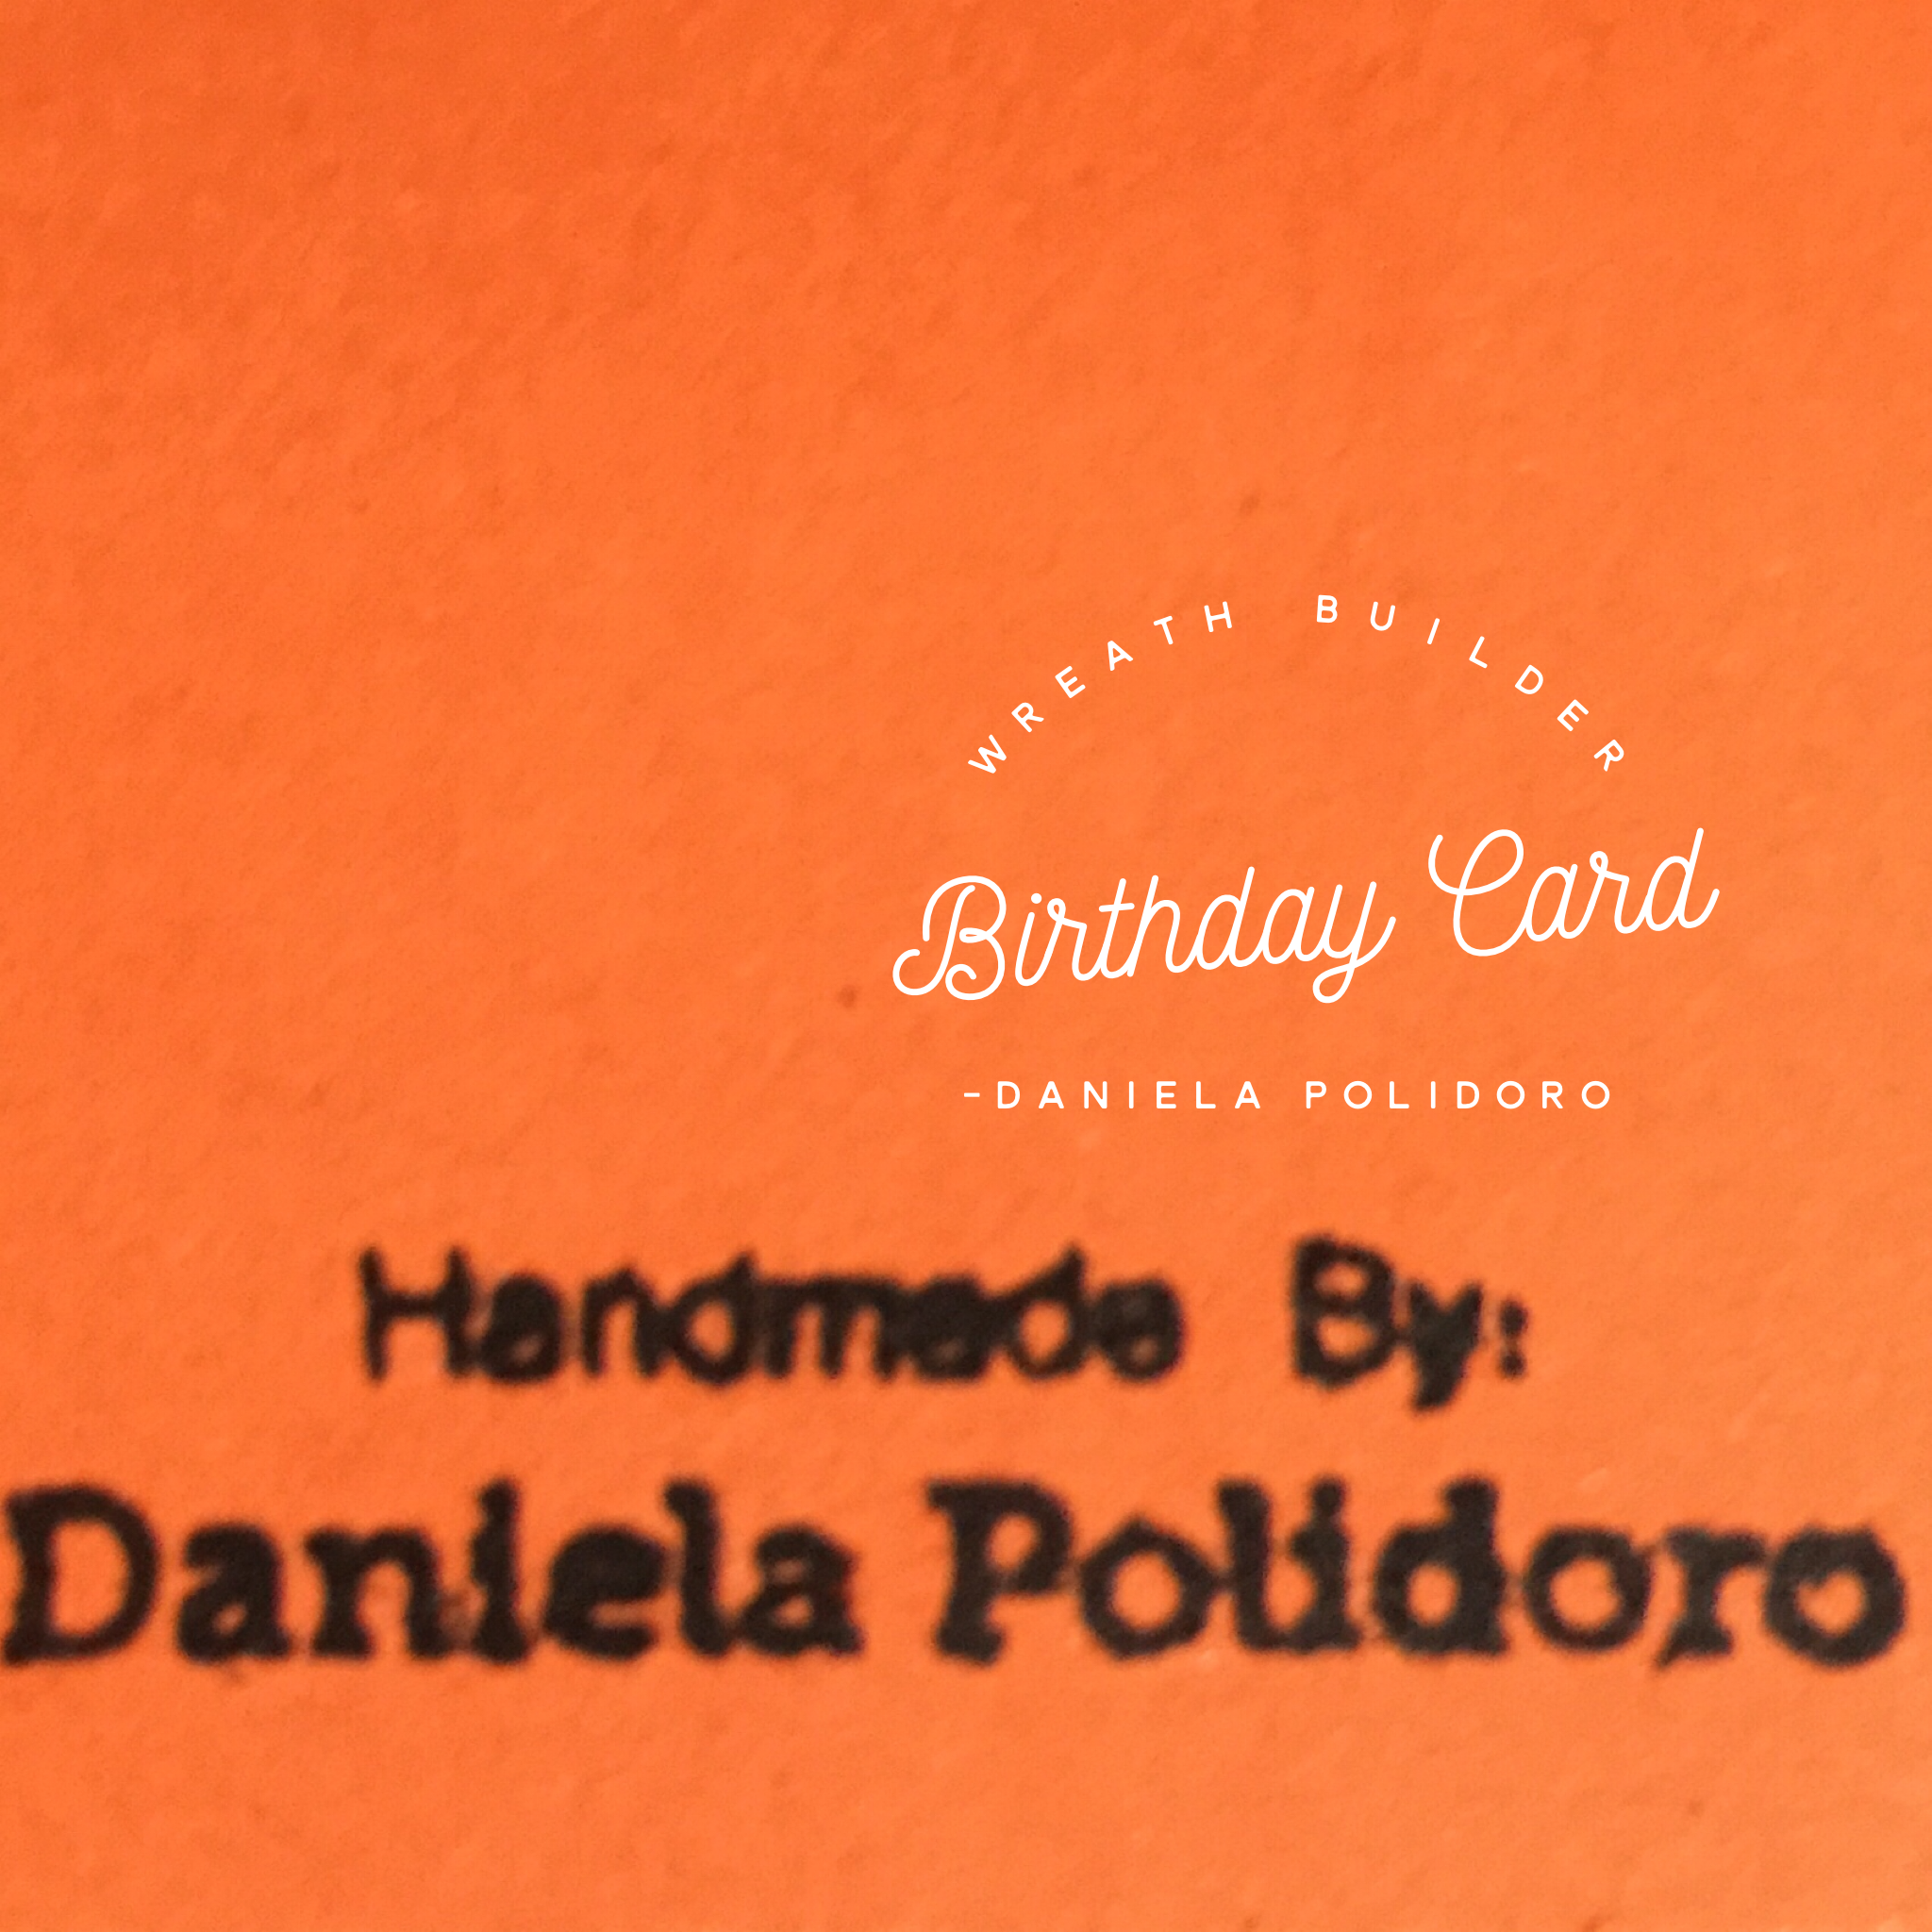 WREATH BUILDER
Birthday Card
-DANIELA POLIDORO
Handmade By:
Daniela Polidoro